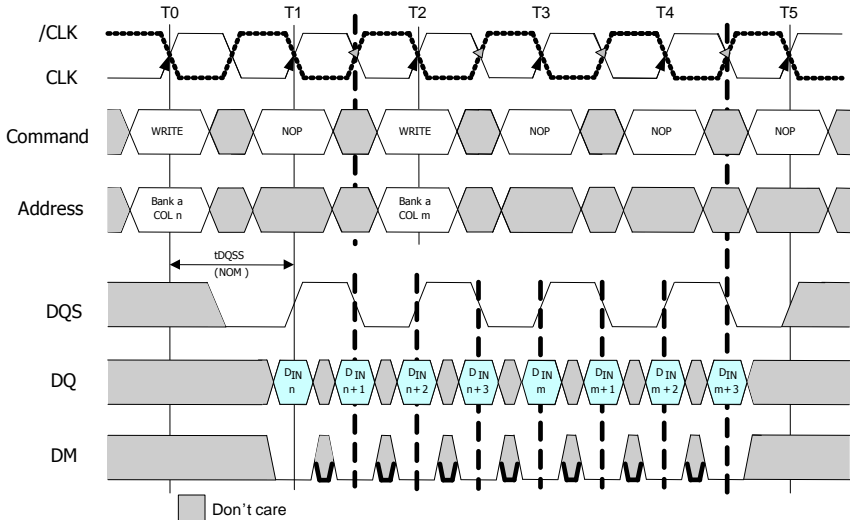 T0 T1 T2 T3 T4 T5
/CLK
CLK
Command WRITE NOP WRITE NOP NOP NOP
Address Bank a COL n Bank a COL m
tDQSS
(NOM )
DQS
DQ DIN n DIN n+1 DIN n+2 DIN n+3 DIN m DIN m+1 DIN m+2 DIN m+3
DM
Don't care